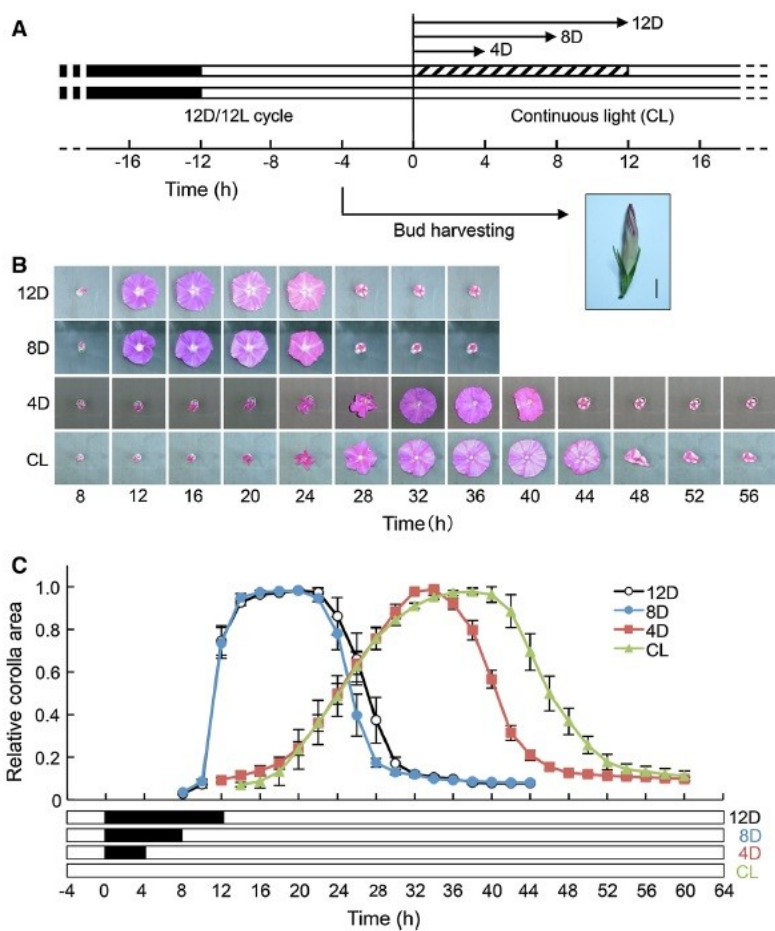 A
12D
8D
4D
12D/12L cycle Continuous light (CL)
-16 -12 -8 -4 0 4 8 12 16
Time (h)
Bud harvesting
B
12D
8D
4D
CL
8 12 16 20 24 28 32 36 40 44 48 52 56
Time (h)
C
Relative corolla area
1.0
0.8
0.6
0.4
0.2
0
12D
8D
4D
CL
12D
8D
4D
CL
-4 0 4 8 12 16 20 24 28 32 36 40 44 48 52 56 60 64
Time (h)